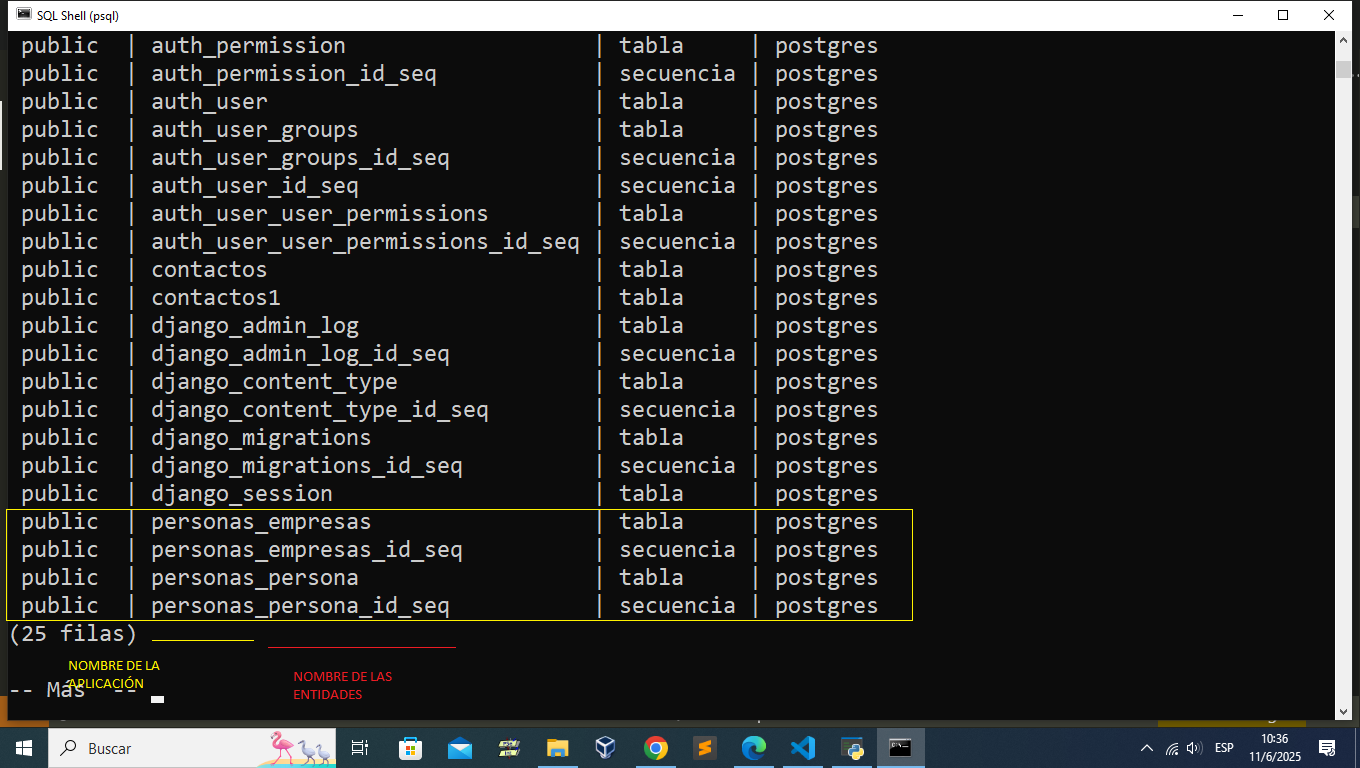 SQL Shell (psql)
public | auth_permission | tabla | postgres
public | auth_permission_id_seq | secuencia | postgres
public | auth_user | tabla | postgres
public | auth_user_groups | tabla | postgres
public | auth_user_groups_id_seq | secuencia | postgres
public | auth_user_id_seq | secuencia | postgres
public | auth_user_user_permissions | tabla | postgres
public | auth_user_user_permissions_id_seq | secuencia | postgres
public | contactos | tabla | postgres
public | contactos1 | tabla | postgres
public | django_admin_log | tabla | postgres
public | django_admin_log_id_seq | secuencia | postgres
public | django_content_type | tabla | postgres
public | django_content_type_id_seq | secuencia | postgres
public | django_migrations | tabla | postgres
public | django_migrations_id_seq | secuencia | postgres
public | django_session | tabla | postgres
public | personas_empresas | tabla | postgres
public | personas_empresas_id_seq | secuencia | postgres
public | personas_persona | tabla | postgres
public | personas_persona_id_seq | secuencia | postgres
(25 filas)
NOMBRE DE LA
APLICACIÓN
NOMBRE DE LAS
ENTIDADES
-- Más --
Buscar
ESP
10:36
11/6/2025